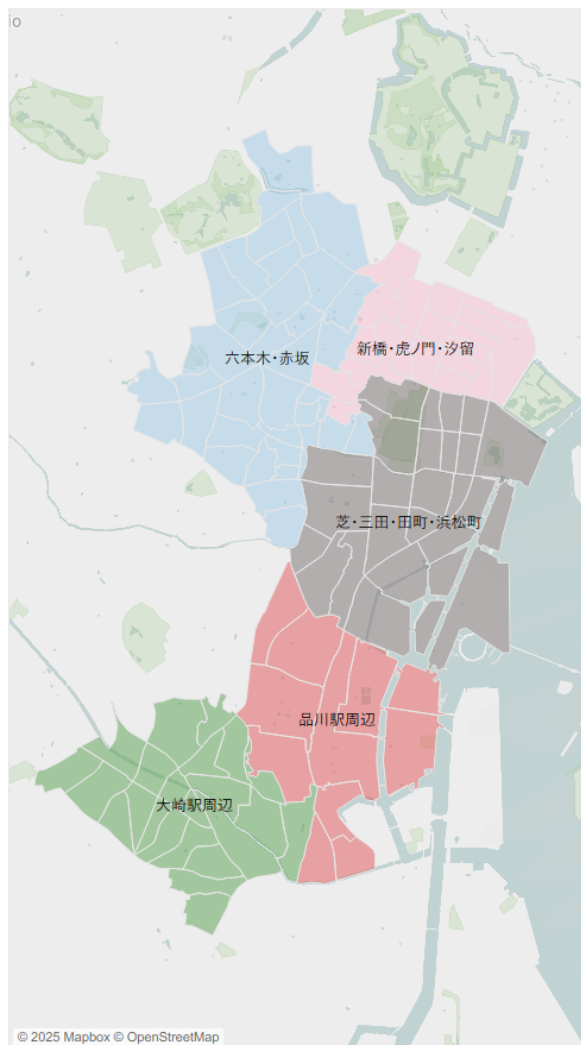 io
六本木・赤坂
新橋・虎ノ門・汐留
芝・三田・田町・浜松町
品川駅周辺
大崎駅周辺
© 2025 Mapbox © OpenStreetMap